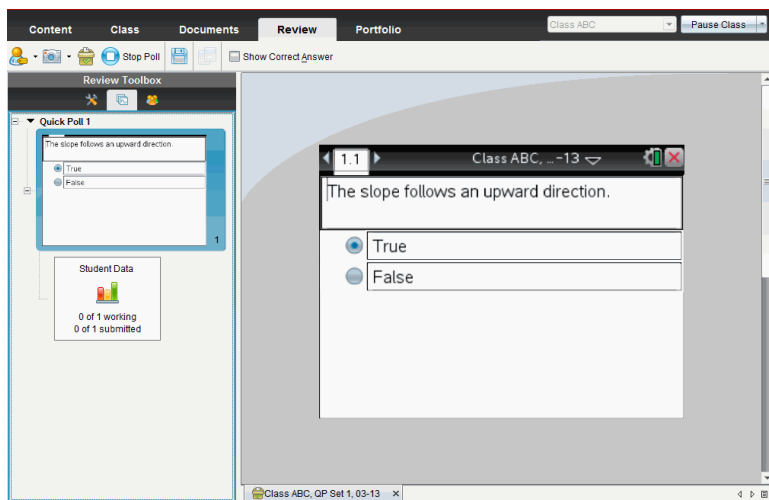 Content Class Documents Review Portfolio Class ABC Pause Class
Stop Poll Show Correct Answer
Review Toolbox
Quick Poll 1
The slope follows an upward direction.
True
False
1
Student Data
0 of 1 working
0 of 1 submitted
1.1 Class ABC, ...-13
The slope follows an upward direction.
True
False
Class ABC, QP Set 1, 03-13